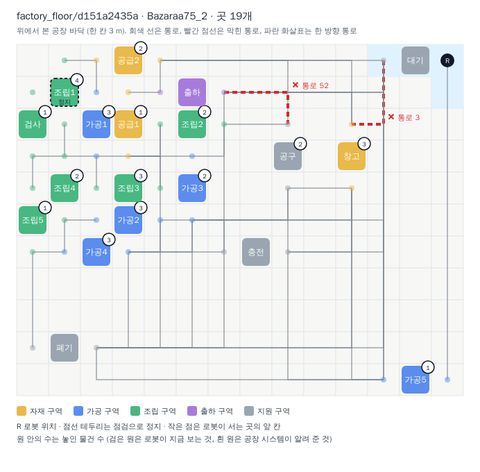 factory_floor/d151a2435a · Bazaraa75_2 · 곳 19개
위에서 본 공장 바닥 (한 칸 3 m). 회색 선은 통로, 빨간 점선은 막힌 통로, 파란 화살표는 한 방향 통로
2
공급2
대기
R
4
조립1
정지
출하
통로 52
1
검사
3
가공1
1
공급1
2
조립2
통로 3
2
공구
3
창고
2
조립4
3
조립3
2
가공3
1
조립5
3
가공2
3
가공4
충전
폐기
1
가공5
자재 구역
가공 구역
조립 구역
출하 구역
지원 구역
R 로봇 위치 · 점선 테두리는 점검으로 정지 · 작은 점은 로봇이 서는 곳의 앞 칸
원 안의 수는 놓인 물건 수 (검은 원은 로봇이 지금 보는 것, 흰 원은 공장 시스템이 알려 준 것)